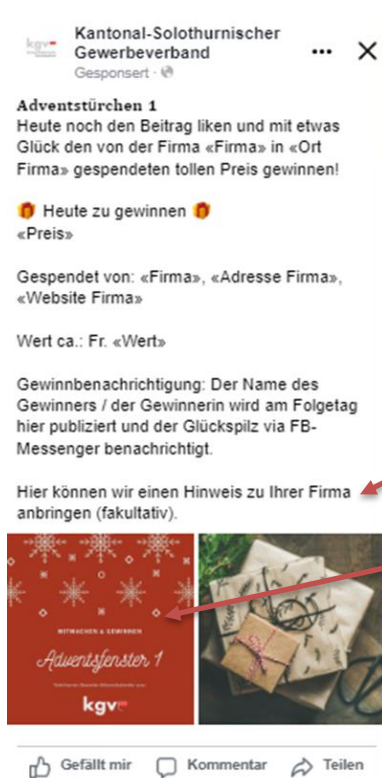 kgv
Kantonal-Solothurnischer
Gewerbeverband
Gesponsert ·
Adventstürchen 1
Heute noch den Beitrag liken und mit etwas
Glück den von der Firma «Firma» in «Ort
Firma» gespendeten tollen Preis gewinnen!
Heute zu gewinnen
«Preis»
Gespendet von: «Firma», «Adresse Firma»,
«Website Firma»
Wert ca.: Fr. «Wert»
Gewinnbenachrichtigung: Der Name des
Gewinners / der Gewinnerin wird am Folgetag
hier publiziert und der Glückspilz via FB-
Messenger benachrichtigt.
Hier können wir einen Hinweis zu Ihrer Firma
anbringen (fakultativ).
MITMACHEN & GEWINNEN
Adventsfenster 1
kgv
Gefällt mir
Kommentar
Teilen